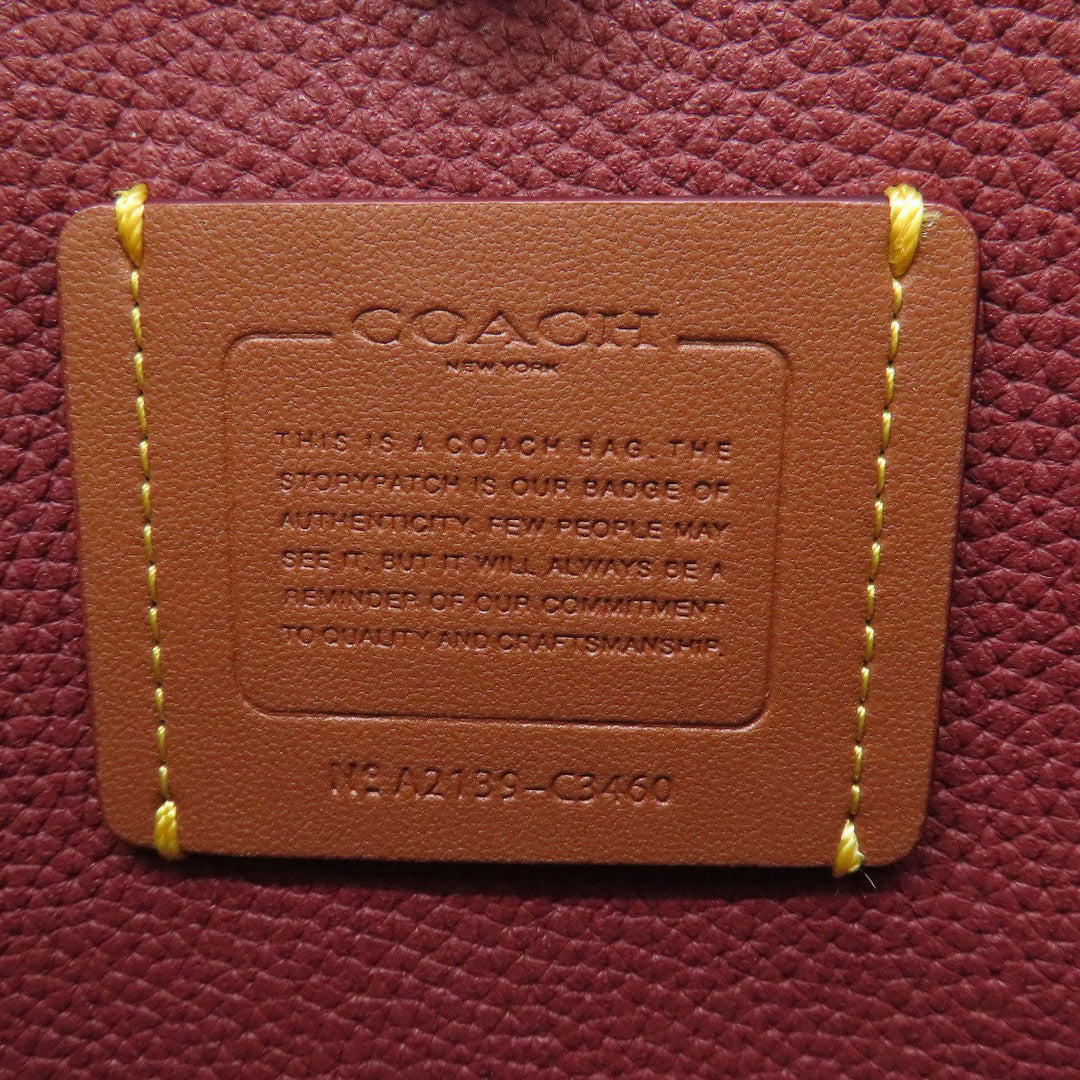 COACH
NEW YORK
THIS IS A COACH BAG. THE
STORYPATCH IS OUR BADGE OF
AUTHENTICITY. FEW PEOPLE MAY
SEE IT, BUT IT WILL ALWAYS BE A
REMINDER OF OUR COMMITMENT
TO QUALITY AND CRAFTSMANSHIP.
Nº A2139-C3460